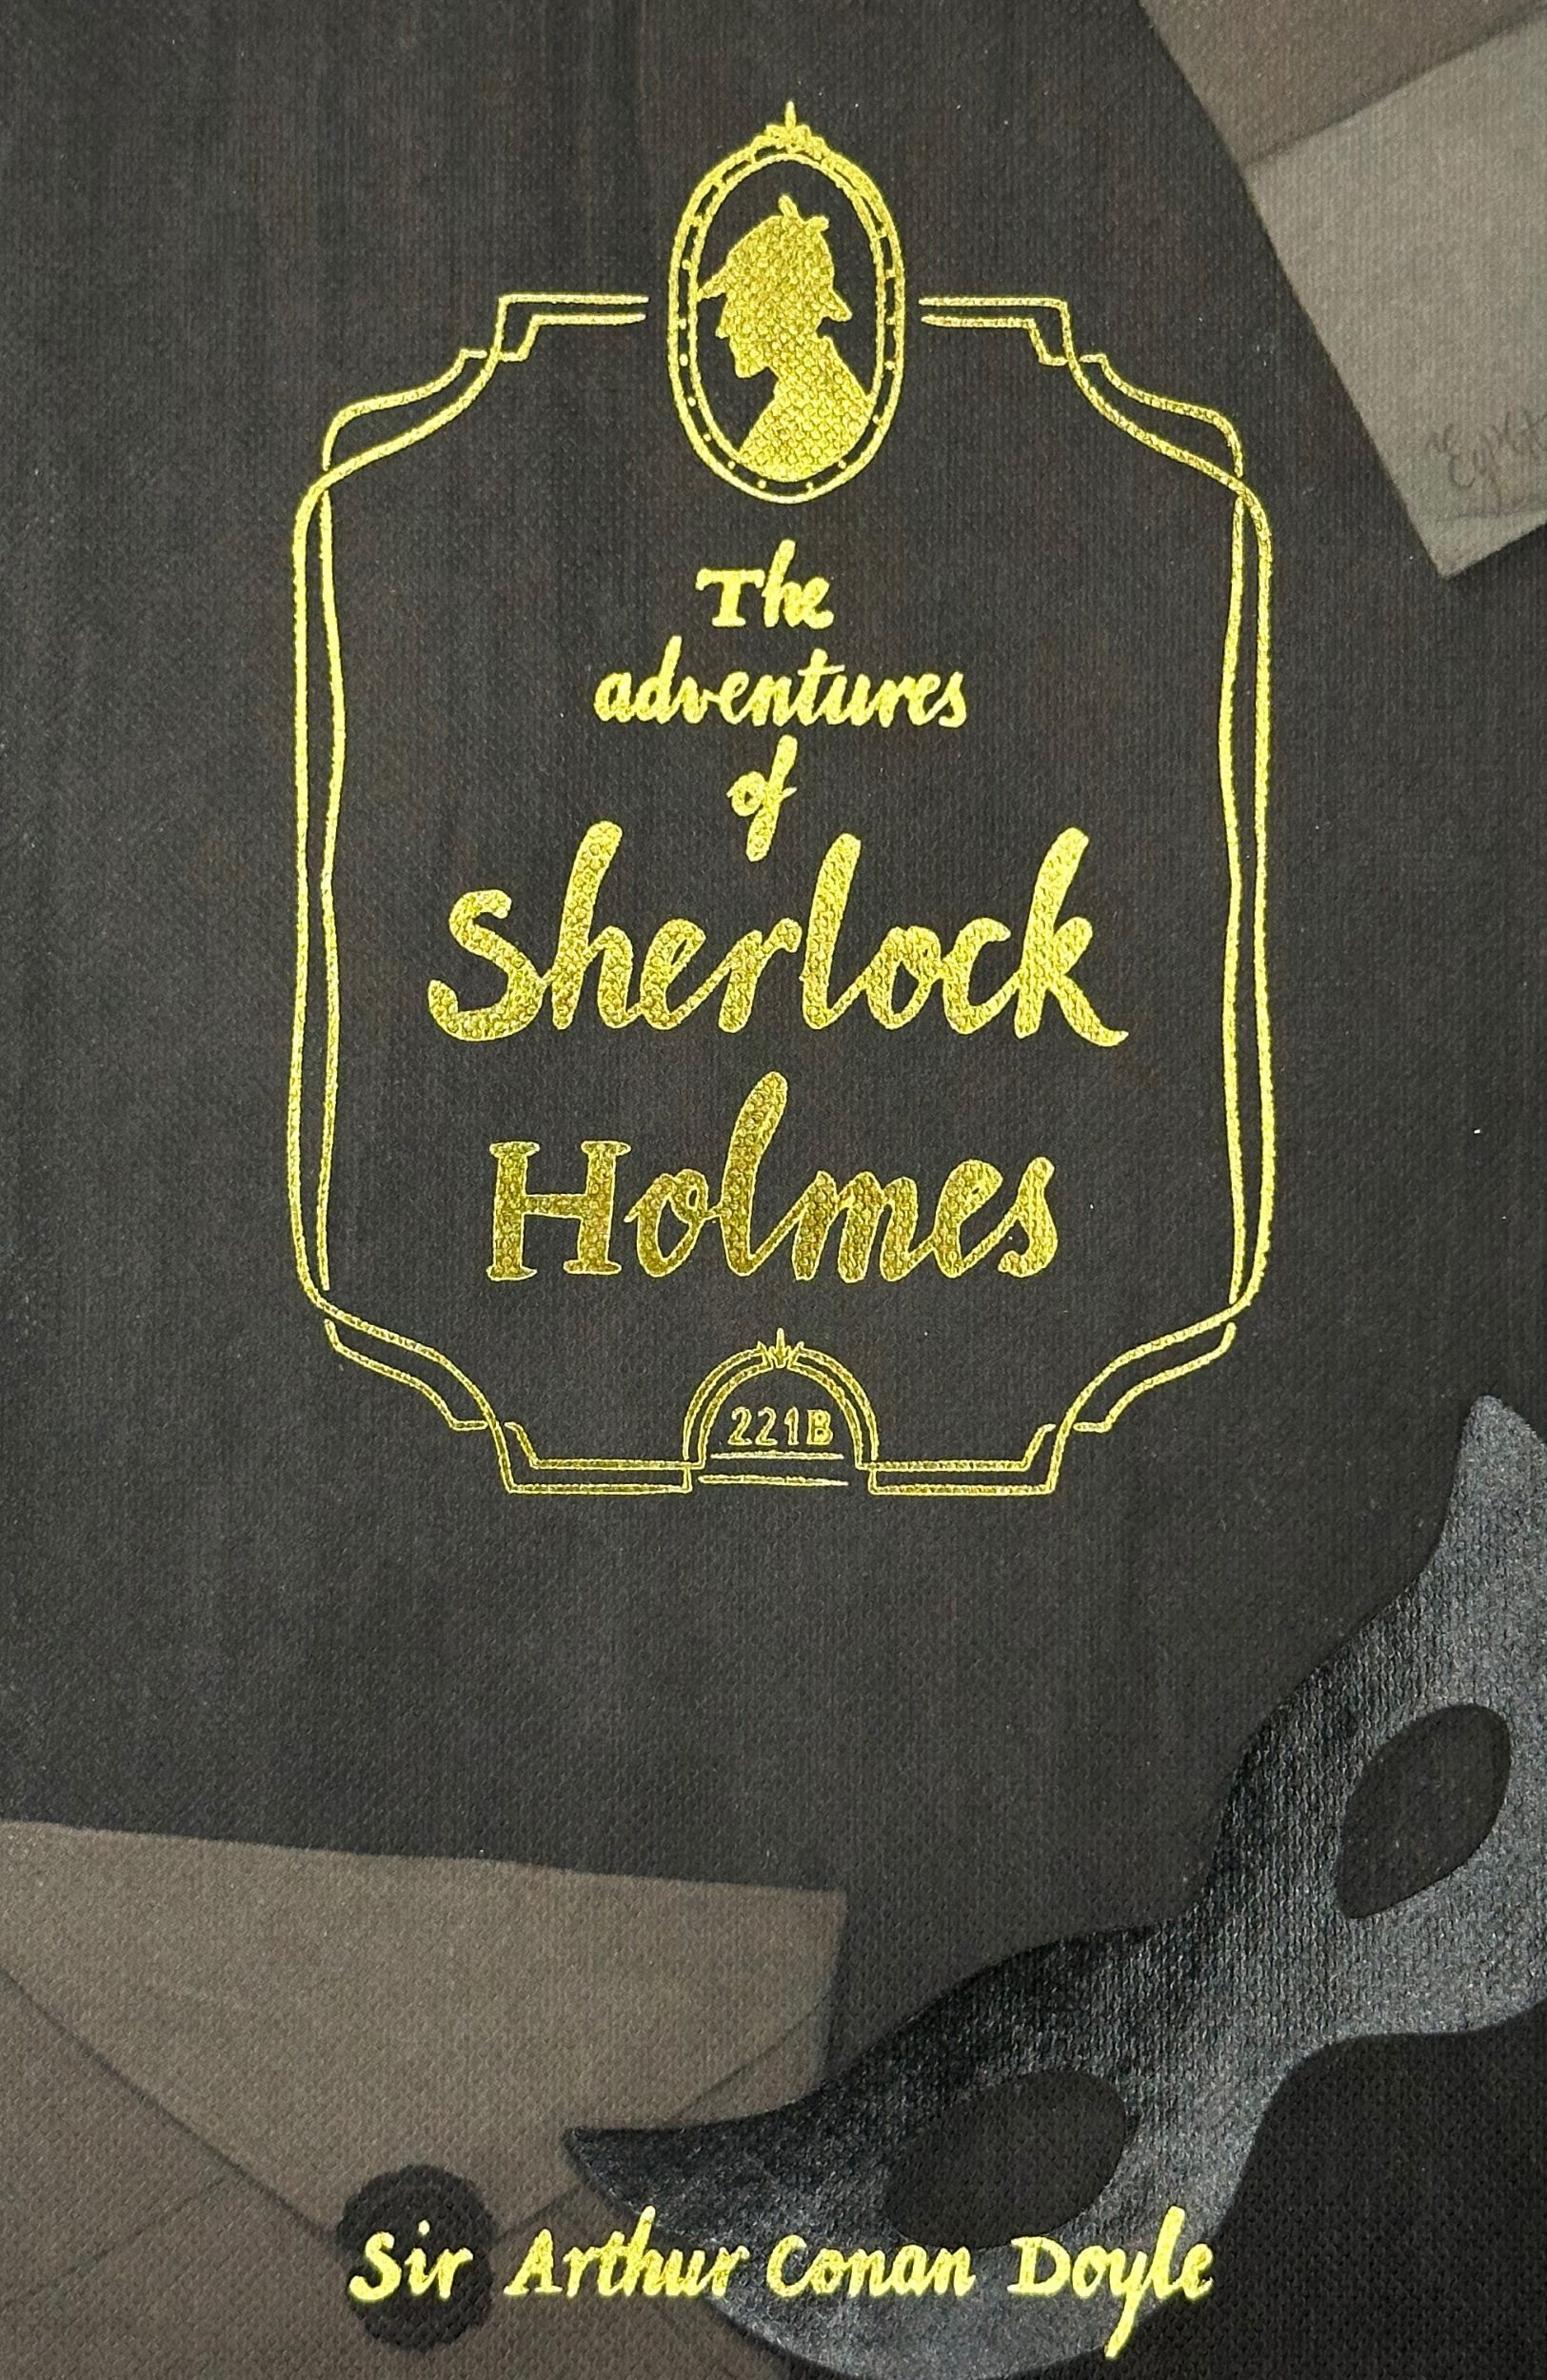 The
adventures
of
Sherlock
Holmes
221B
Sir Arthur Conan Doyle